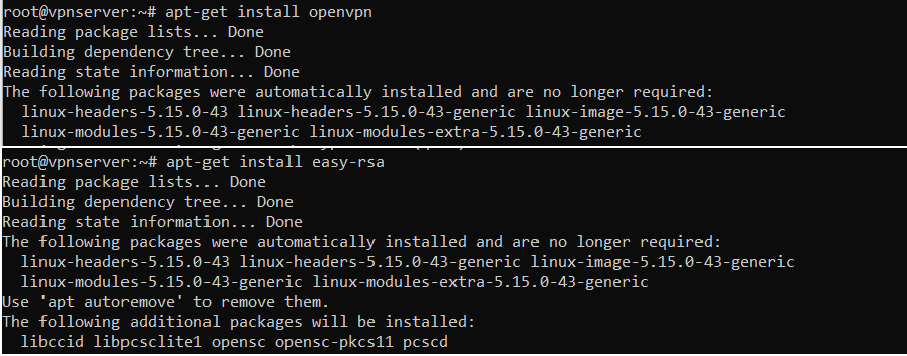 root@vpnserver:~# apt-get install openvpn
Reading package lists... Done
Building dependency tree... Done
Reading state information... Done
The following packages were automatically installed and are no longer required:
  linux-headers-5.15.0-43 linux-headers-5.15.0-43-generic linux-image-5.15.0-43-generic
  linux-modules-5.15.0-43-generic linux-modules-extra-5.15.0-43-generic
root@vpnserver:~# apt-get install easy-rsa
Reading package lists... Done
Building dependency tree... Done
Reading state information... Done
The following packages were automatically installed and are no longer required:
  linux-headers-5.15.0-43 linux-headers-5.15.0-43-generic linux-image-5.15.0-43-generic
  linux-modules-5.15.0-43-generic linux-modules-extra-5.15.0-43-generic
Use 'apt autoremove' to remove them.
The following additional packages will be installed:
  libccid libpcsclite1 opensc opensc-pkcs11 pcscd